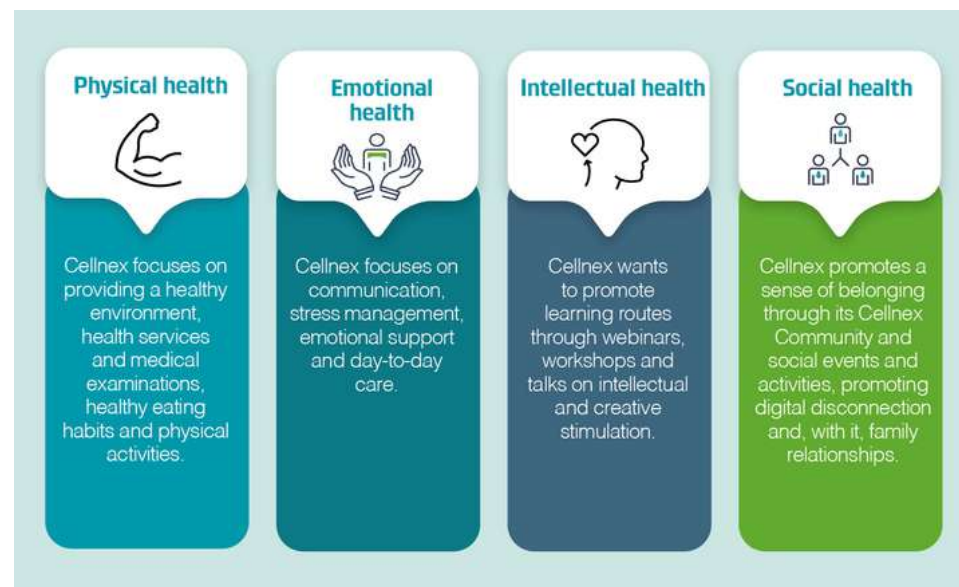 Physical health
Cellnex focuses on
providing a healthy
environment,
health services
and medical
examinations,
healthy eating
habits and physical
activities.
Emotional
health
Cellnex focuses on
communication,
stress management,
emotional support
and day-to-day
care.
Intellectual health
Cellnex wants
to promote
learning routes
through webinars,
workshops and
talks on intellectual
and creative
stimulation.
Social health
Cellnex promotes a
sense of belonging
through its Cellnex
Community and
social events and
activities, promoting
digital disconnection
and, with it, family
relationships.